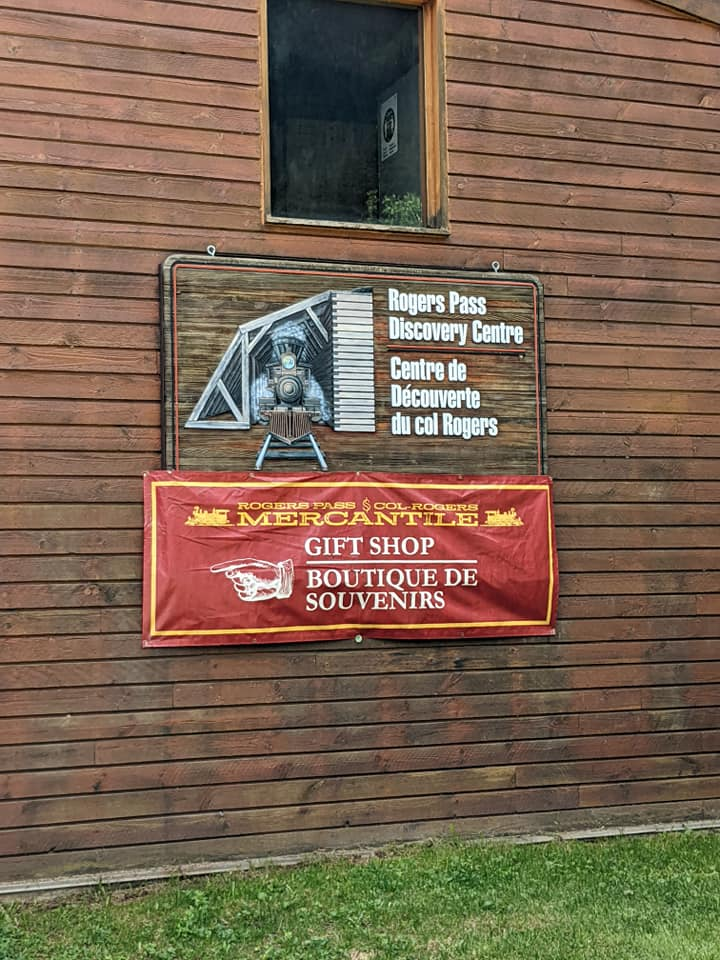 Rogers Pass
Discovery Centre
Centre de
Découverte
du col Rogers
ROGERS PASS $ COL-ROGERS
MERCANTILE
GIFT SHOP
BOUTIQUE DE
SOUVENIRS